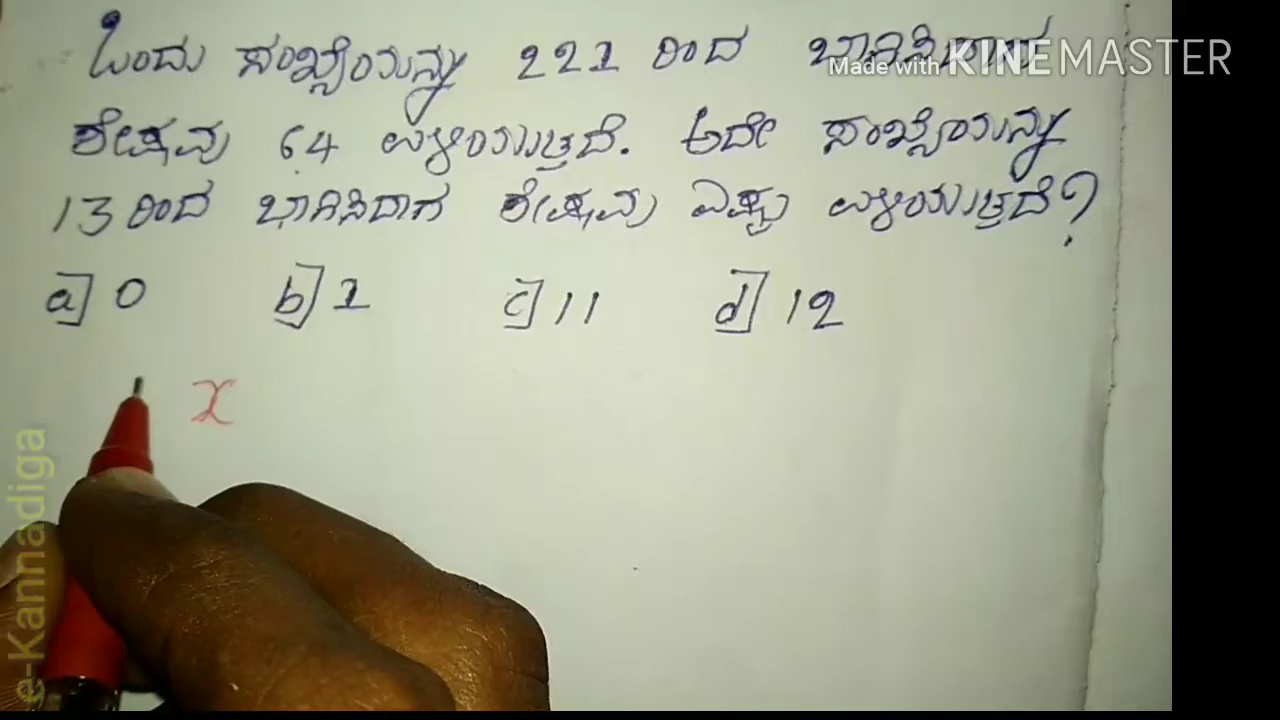 ಒಂದು ಸಂಖ್ಯೆಯನ್ನು 221 ರಿಂದ
Made with KINEMASTER
ಶೇಷವು 64 ಉಳಿಯುತ್ತದೆ. ಅದೇ ಸಂಖ್ಯೆಯನ್ನು
13 ರಿಂದ ಭಾಗಿಸಿದಾಗ ಶೇಷವು ಎಷ್ಟು ಉಳಿಯುತ್ತದೆ?
a] 0 b] 1 c] 11 d] 12
x
e-Kannadiga